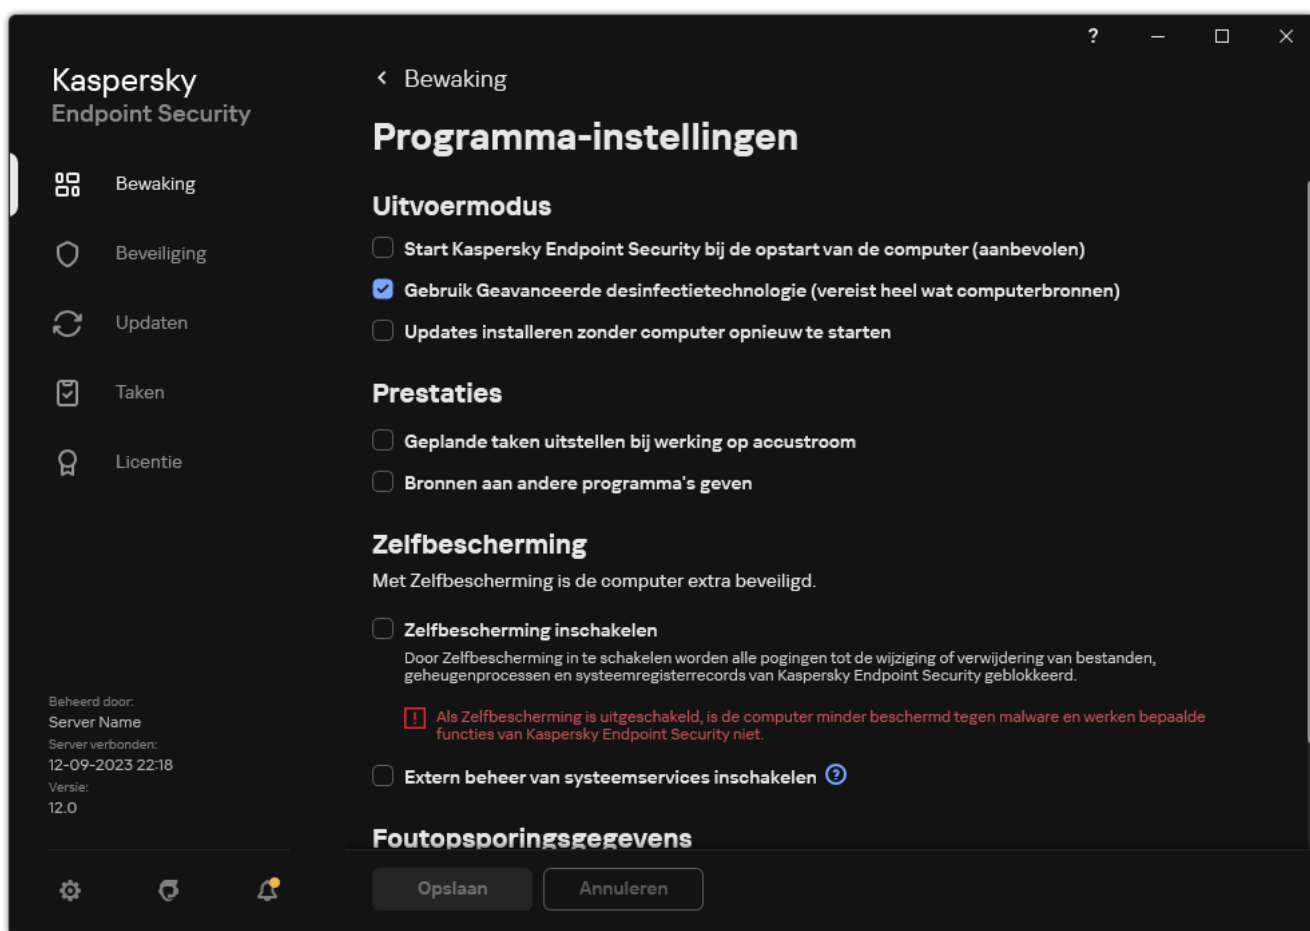 ?
Kaspersky
Endpoint Security
Bewaking
Beveiliging
Updaten
Taken
Licentie
Beheerd door:
Server Name
Server verbonden:
12-09-2023 22:18
Versie:
12.0
Bewaking
Programma-instellingen
Uitvoermodus
Start Kaspersky Endpoint Security bij de opstart van de computer (aanbevolen)
Gebruik Geavanceerde desinfectietechnologie (vereist heel wat computerbronnen)
Updates installeren zonder computer opnieuw te starten
Prestaties
Geplande taken uitstellen bij werking op accustroom
Bronnen aan andere programma's geven
Zelfbescherming
Met Zelfbescherming is de computer extra beveiligd.
Zelfbescherming inschakelen
Door Zelfbescherming in te schakelen worden alle pogingen tot de wijziging of verwijdering van bestanden,
geheugenprocessen en systeemregisterrecords van Kaspersky Endpoint Security geblokkeerd.
Als Zelfbescherming is uitgeschakeld, is de computer minder beschermd tegen malware en werken bepaalde
functies van Kaspersky Endpoint Security niet.
Extern beheer van systeemservices inschakelen ?
Foutopsporingsgegevens
Opslaan
Annuleren